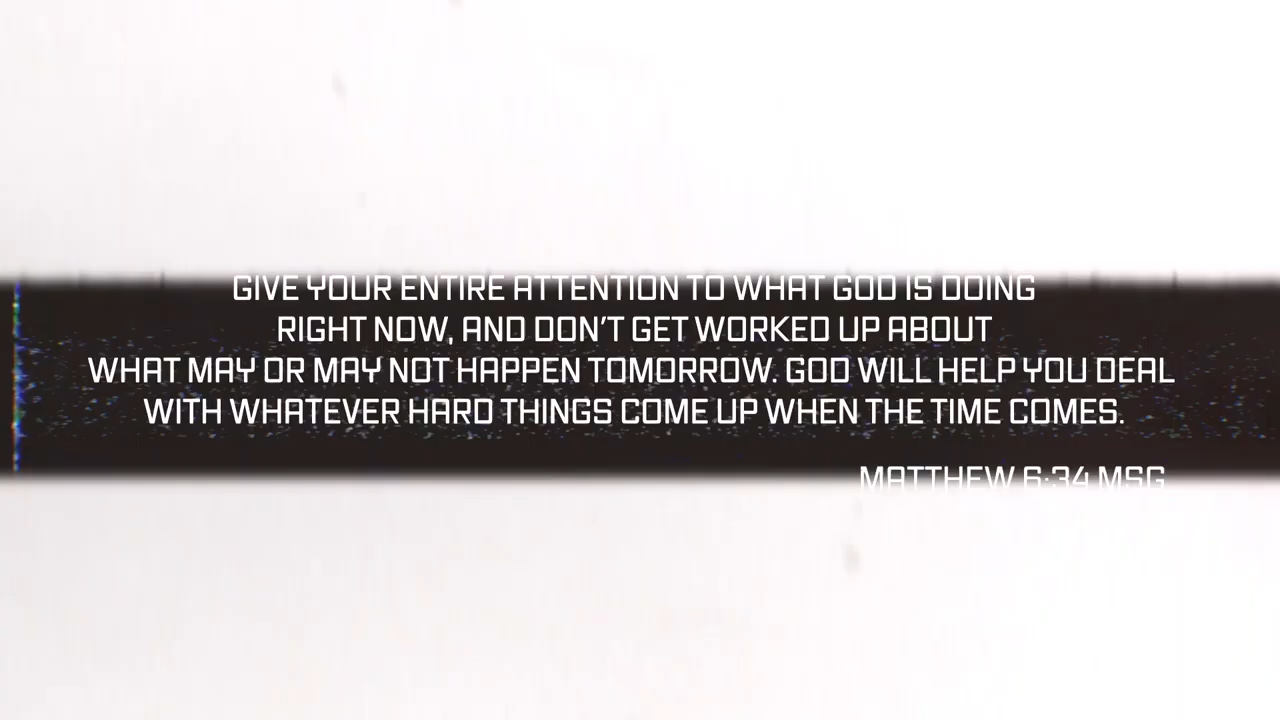 GIVE YOUR ENTIRE ATTENTION TO WHAT GOD IS DOING
RIGHT NOW, AND DON'T GET WORKED UP ABOUT
WHAT MAY OR MAY NOT HAPPEN TOMORROW. GOD WILL HELP YOU DEAL
WITH WHATEVER HARD THINGS COME UP WHEN THE TIME COMES.
MATTHEW 6:34 MSG